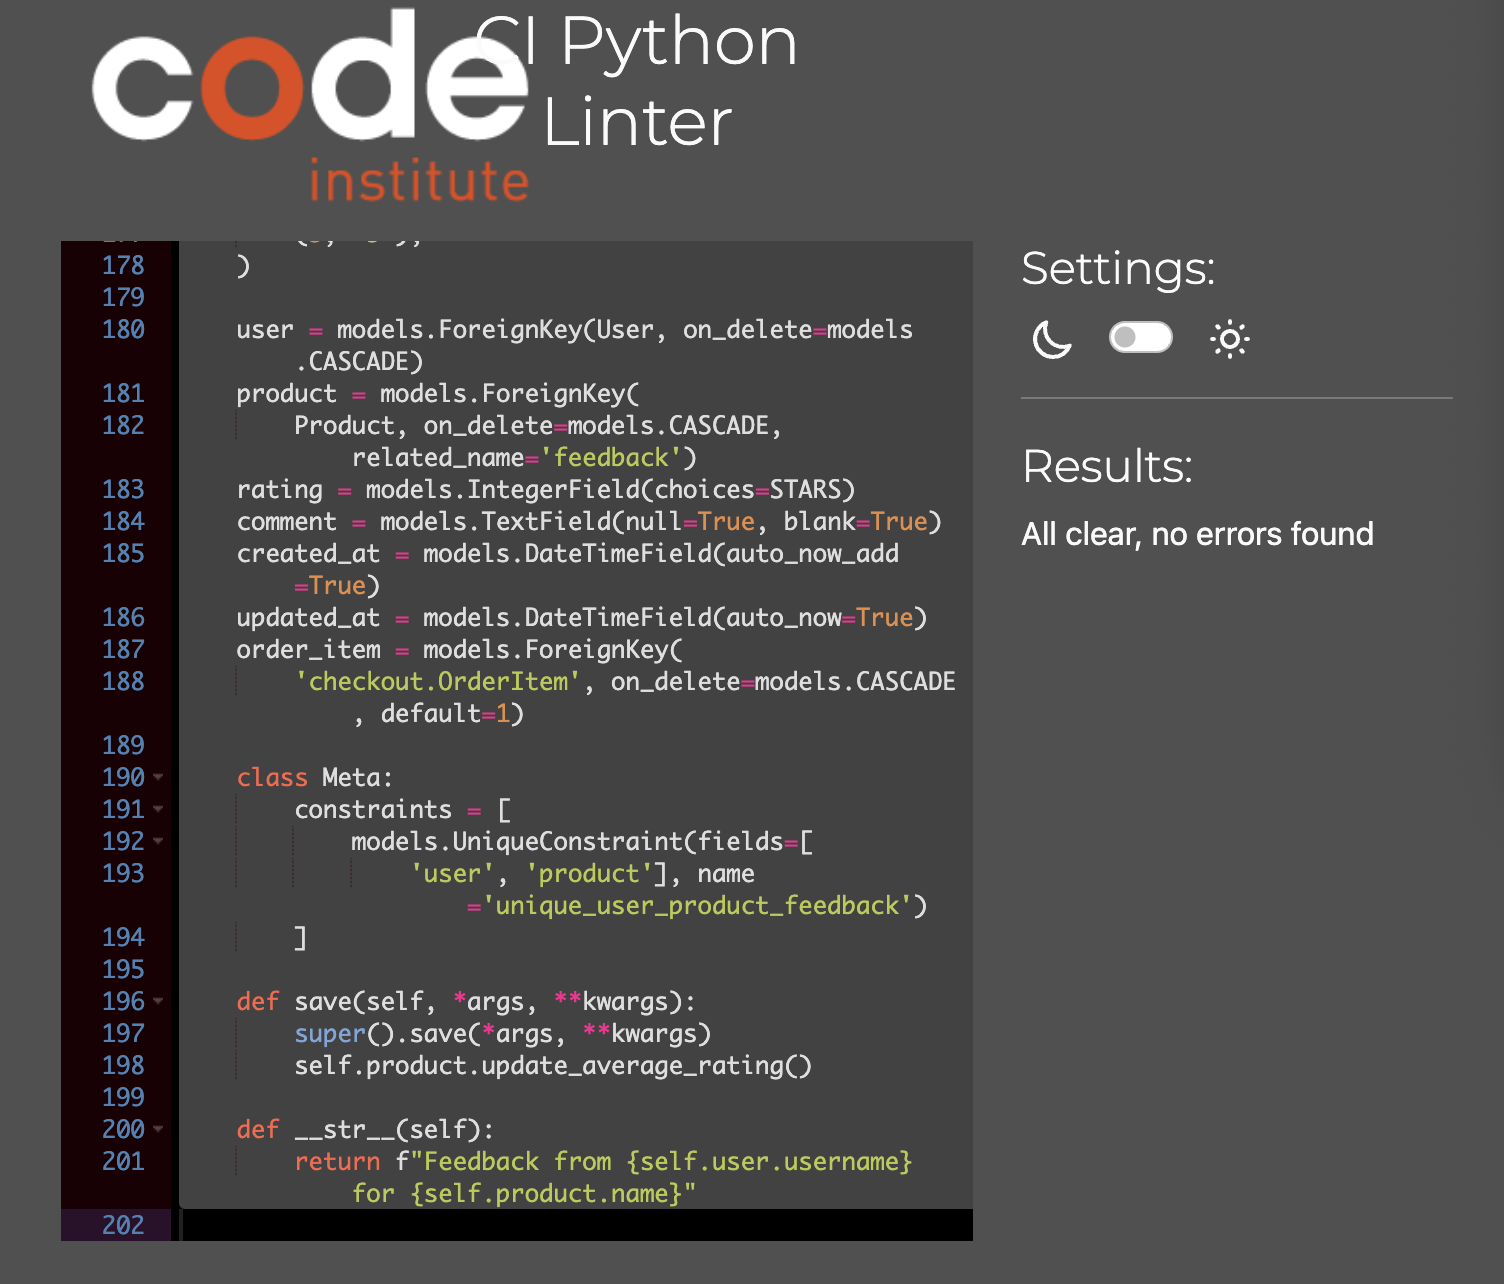 code
institute
CI Python
Linter
178 )
179
180 user = models.ForeignKey(User, on_delete=models
.CASCADE)
181 product = models.ForeignKey(
182 Product, on_delete=models.CASCADE,
related_name='feedback')
183 rating = models.IntegerField(choices=STARS)
184 comment = models.TextField(null=True, blank=True)
185 created_at = models.DateTimeField(auto_now_add
=True)
186 updated_at = models.DateTimeField(auto_now=True)
187 order_item = models.ForeignKey(
188 'checkout.OrderItem', on_delete=models.CASCADE
, default=1)
189
190 class Meta:
191 constraints = [
192 models.UniqueConstraint(fields=[
193 'user', 'product'], name
='unique_user_product_feedback')
194 ]
195
196 def save(self, *args, **kwargs):
197 super().save(*args, **kwargs)
198 self.product.update_average_rating()
199
200 def __str__(self):
201 return f"Feedback from {self.user.username}
for {self.product.name}"
202
Settings:
Results:
All clear, no errors found